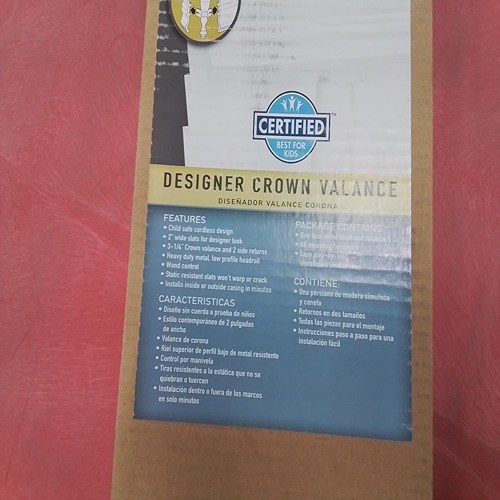 CERTIFIED
BEST FOR
KIDS
DESIGNER CROWN VALANCE
DISEÑADOR VALANCE CORONA
FEATURES
• Child safe cordless design
• 2" wide slats for designer look
• 3-1/4" Crown valance and 2 side returns
• Heavy duty metal, low profile headrail
• Wand control
• Static resistant slats won't warp or crack
• Installs inside or outside casing in minutes
CARACTERISTICAS
• Diseño sin cuerda a prueba de niños
• Estilo contemporáneo de 2 pulgadas
de ancho
• Valance de corona
• Riel superior de perfil bajo de metal resistente
• Control por manivela
• Tiras resistentes a la estática que no se
quiebran o tuercen
• Instalación dentro o fuera de los marcos
en solo minutos
PACKAGE CONTAINS:
• One
• All
• Easy
CONTIENE:
• Una persiana de madera simulada
y cenefa
• Retornos en dos tamaños
• Todas las piezas para el montaje
• Instrucciones paso a paso para una
instalación fácil